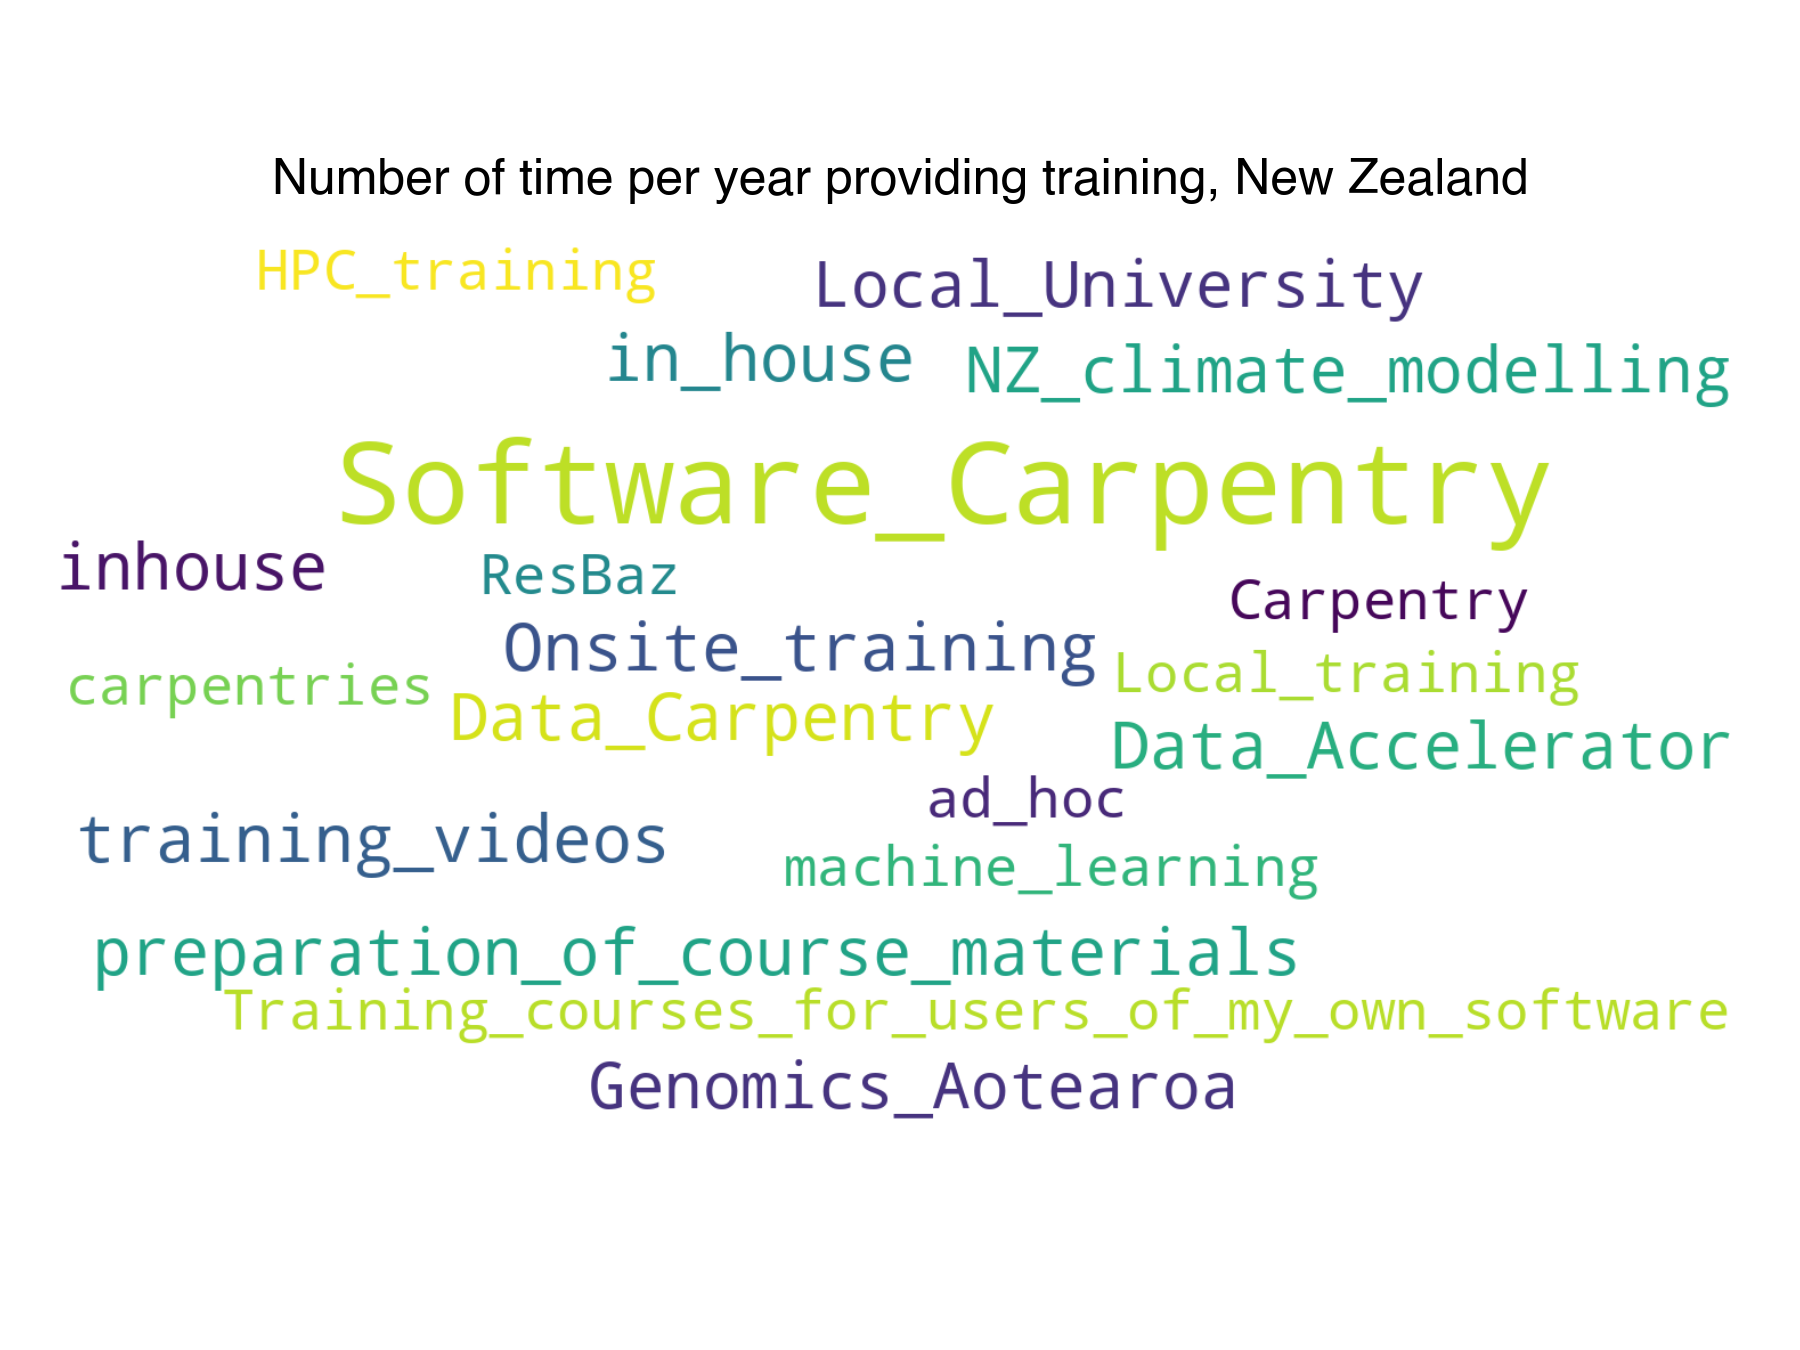 Number of time per year providing training, New Zealand
HPC_training
Local_University
in_house
NZ_climate_modelling
Software_Carpentry
inhouse
ResBaz
Carpentry
Onsite_training
Local_training
carpentries
Data_Carpentry
Data_Accelerator
ad_hoc
training_videos
machine_learning
preparation_of_course_materials
Training_courses_for_users_of_my_own_software
Genomics_Aotearoa